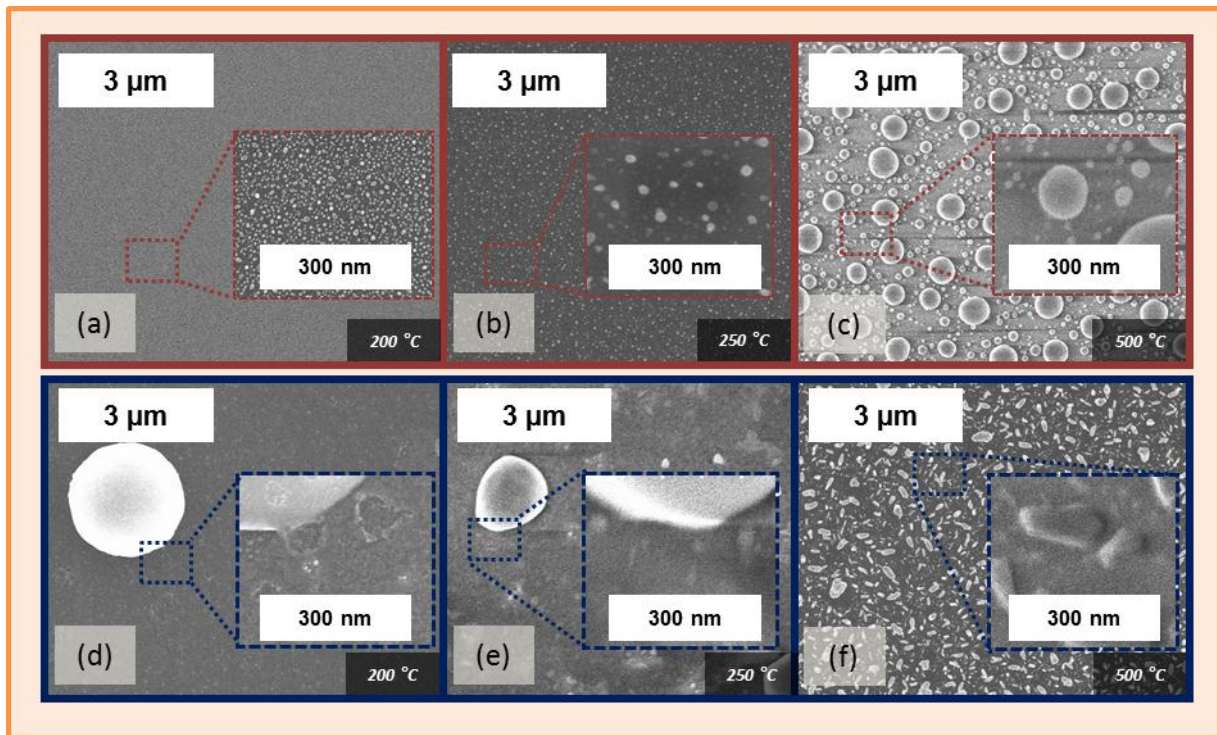 3 µm
300 nm
(a)
200 °C
3 µm
300 nm
(b)
250 °C
3 µm
300 nm
(c)
500 °C
3 µm
300 nm
(d)
200 °C
3 µm
300 nm
(e)
250 °C
3 µm
300 nm
(f)
500 °C